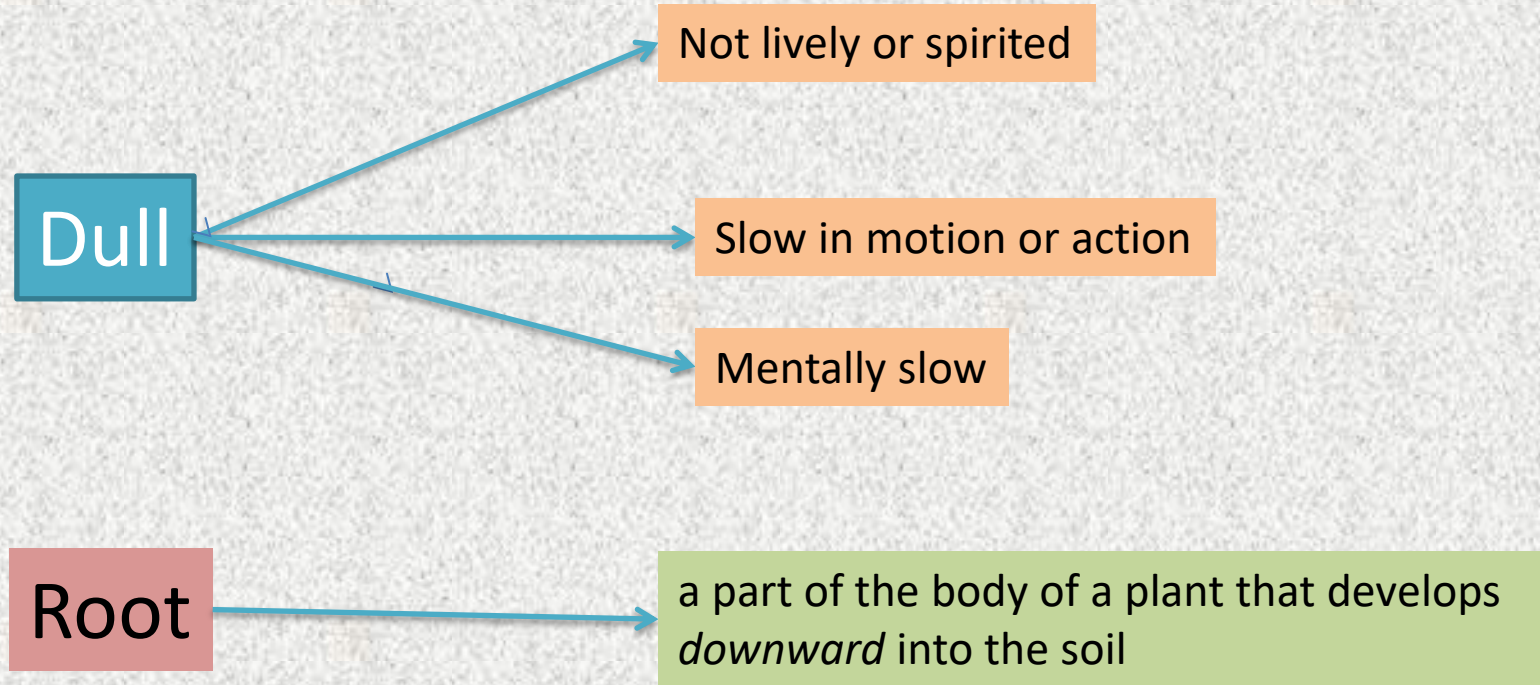 Not lively or spirited
Dull
Slow in motion or action
Mentally slow
Root
a part of the body of a plant that develops
downward into the soil